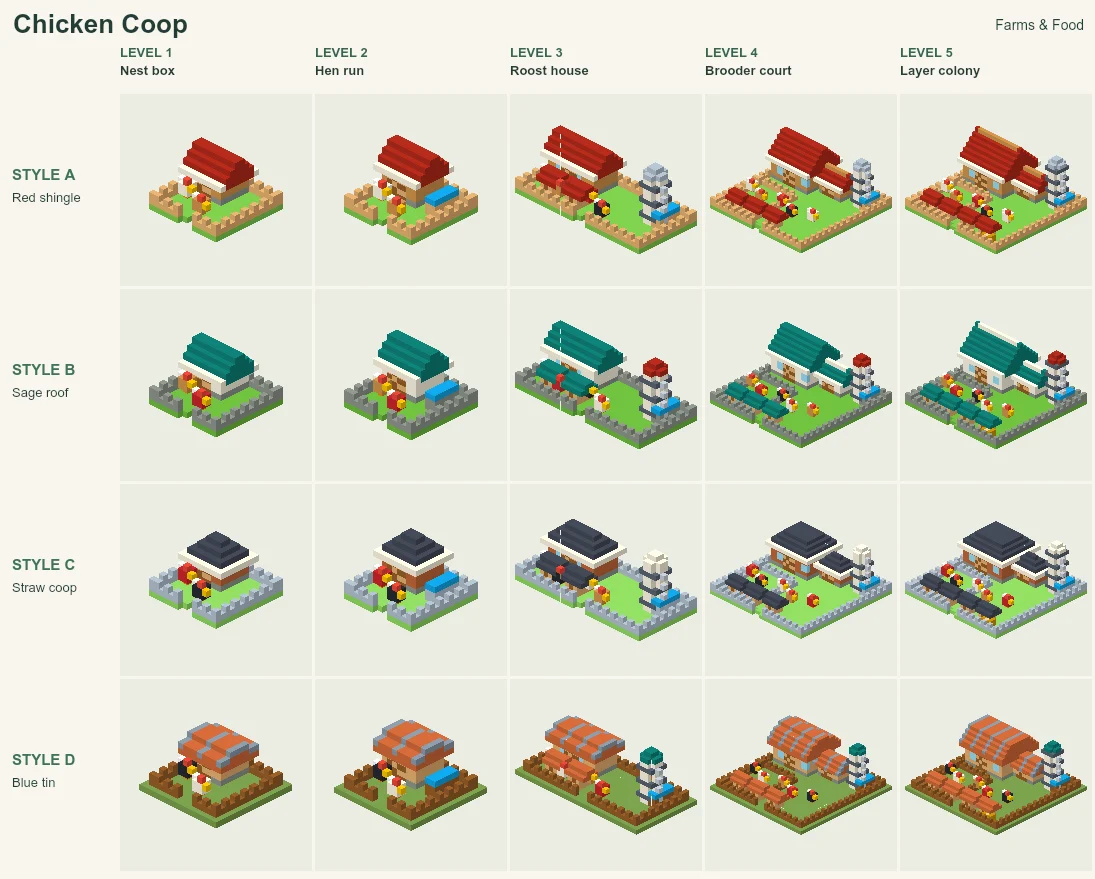 Chicken Coop
Farms & Food
LEVEL 1
Nest box
LEVEL 2
Hen run
LEVEL 3
Roost house
LEVEL 4
Brooder court
LEVEL 5
Layer colony
STYLE A
Red shingle
STYLE B
Sage roof
STYLE C
Straw coop
STYLE D
Blue tin